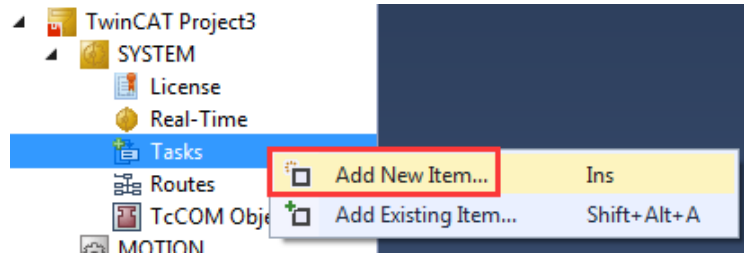 TwinCAT Project3
SYSTEM
License
Real-Time
Tasks
Add New Item... Ins
Routes
Add Existing Item... Shift+Alt+A
TcCOM Obje
MOTION